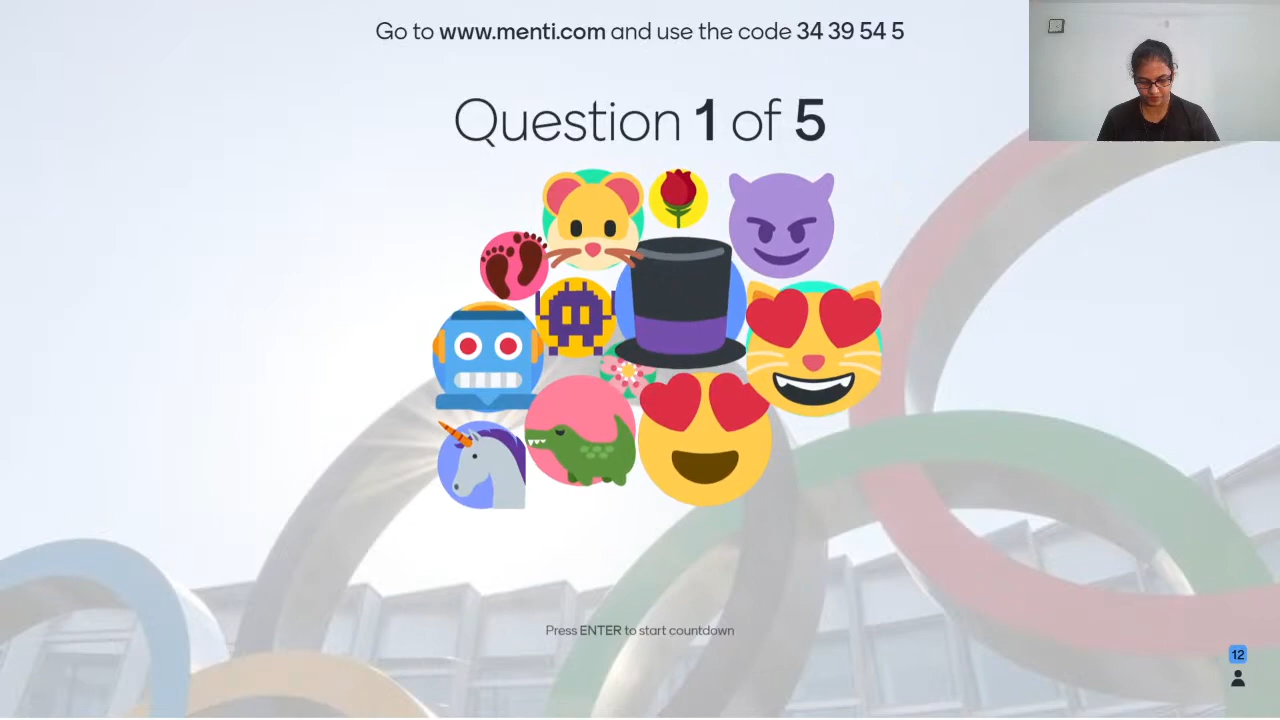 Go to www.menti.com and use the code 34 39 54 5
Question 1 of 5
Press ENTER to start countdown
12